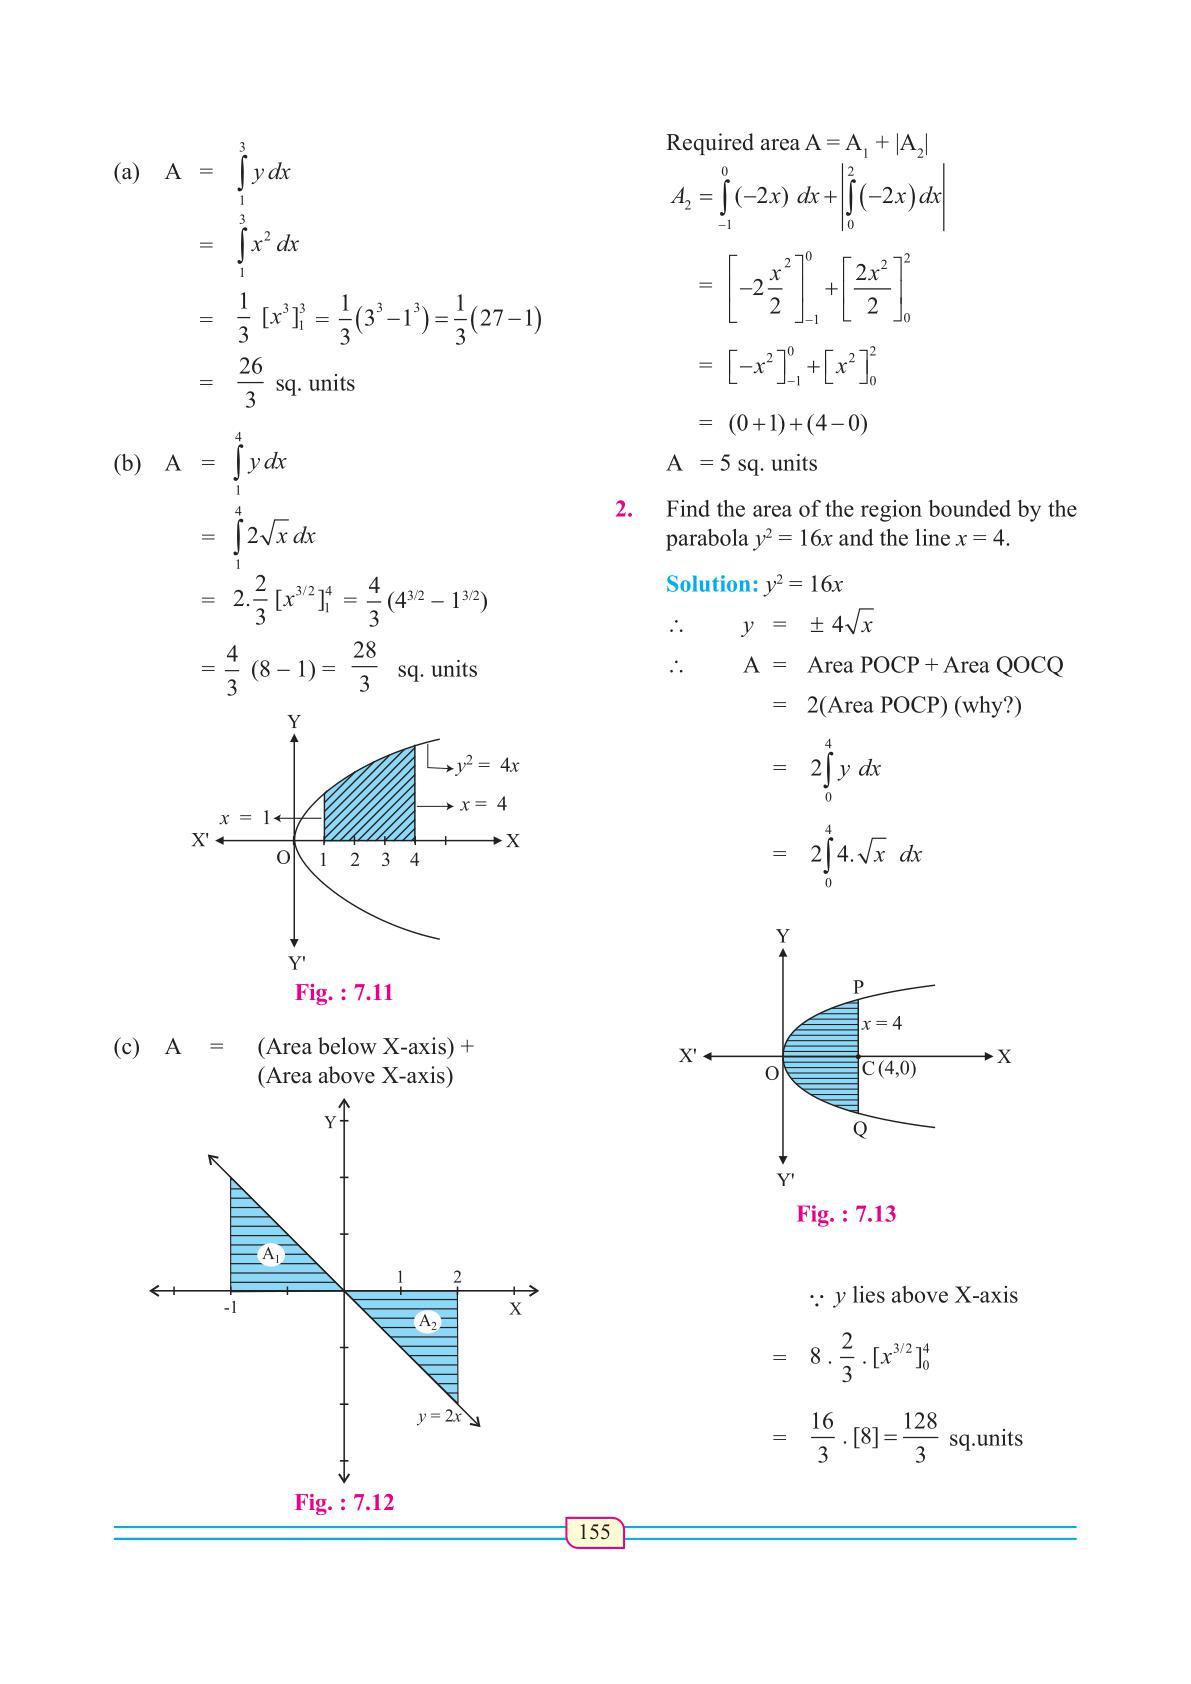 (a) A = ∫₁³ y dx
= ∫₁³ x² dx
= 1/3 [x³]₁³ = 1/3 (3³ − 1³) = 1/3 (27 − 1)
= 26/3 sq. units
(b) A = ∫₁⁴ y dx
= ∫₁⁴ 2√x dx
= 2. 2/3 [x^(3/2)]₁⁴ = 4/3 (4^(3/2) – 1^(3/2))
= 4/3 (8 – 1) = 28/3 sq. units
Y
y² = 4x
x = 4
x = 1
X' X
O 1 2 3 4
Y'
Fig. : 7.11
(c) A = (Area below X-axis) +
(Area above X-axis)
Y
A₁
1 2
-1 X
A₂
y = 2x
Fig. : 7.12
Required area A = A₁ + |A₂|
A₂ = ∫₋₁⁰ (−2x) dx + |∫₀² (−2x) dx|
= [−2 x²/2]₋₁⁰ + [2x²/2]₀²
= [−x²]₋₁⁰ + [x²]₀²
= (0 + 1) + (4 − 0)
A = 5 sq. units
2. Find the area of the region bounded by the
parabola y² = 16x and the line x = 4.
Solution: y² = 16x
∴ y = ± 4√x
∴ A = Area POCP + Area QOCQ
= 2(Area POCP) (why?)
= 2∫₀⁴ y dx
= 2∫₀⁴ 4.√x dx
Y
P
x = 4
X' X
O C (4,0)
Q
Y'
Fig. : 7.13
∵ y lies above X-axis
= 8 . 2/3 . [x^(3/2)]₀⁴
= 16/3 . [8] = 128/3 sq.units
155